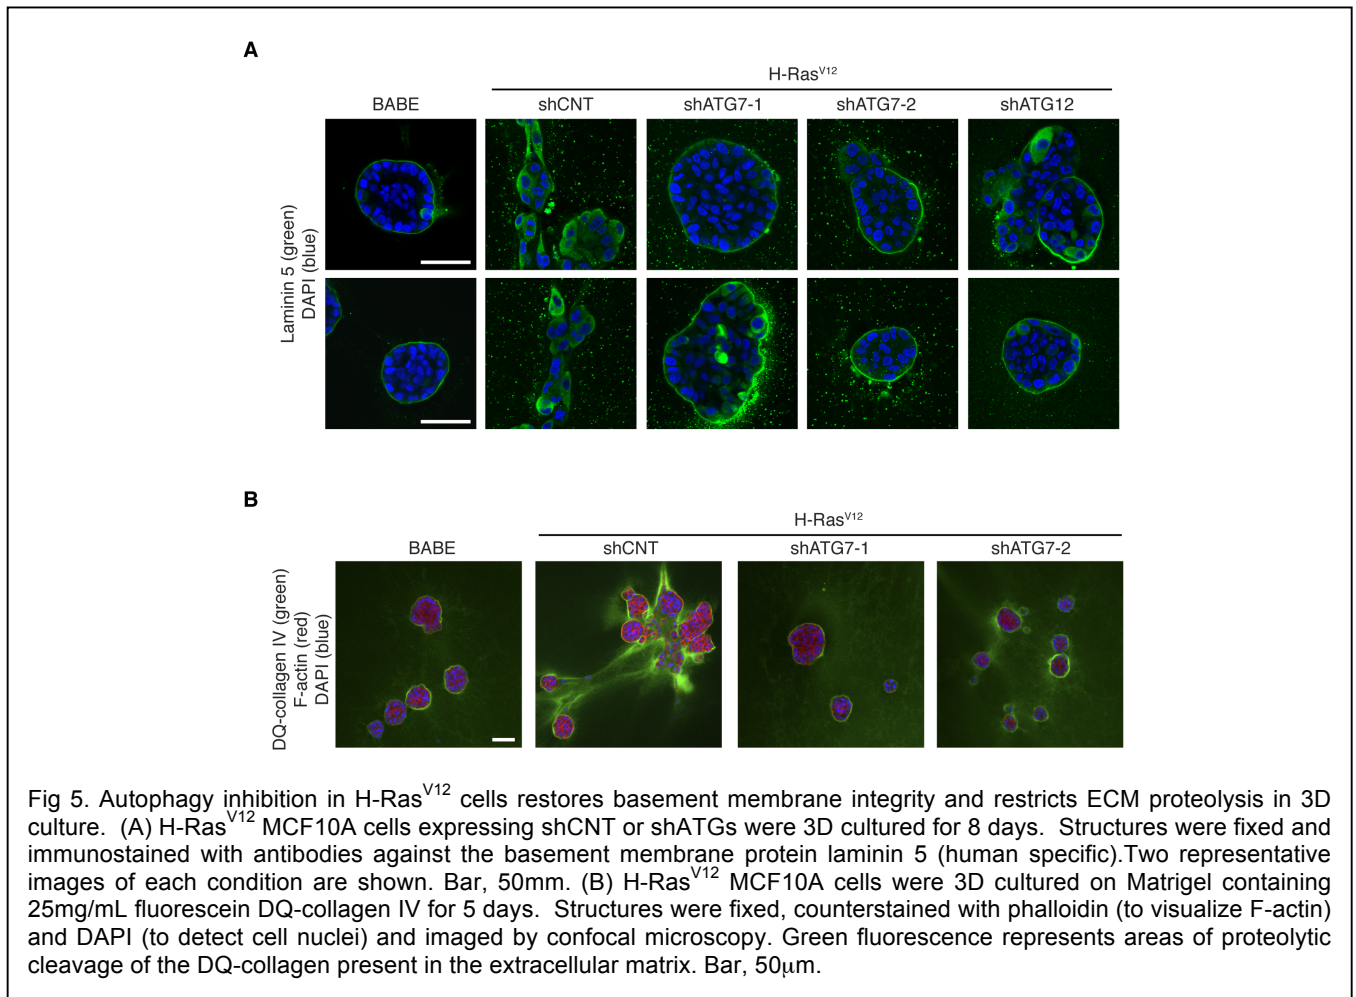 A
H-Ras^V12
BABE
shCNT
shATG7-1
shATG7-2
shATG12
Laminin 5 (green)
DAPI (blue)
B
H-Ras^V12
BABE
shCNT
shATG7-1
shATG7-2
DQ-collagen IV (green)
F-actin (red)
DAPI (blue)
Fig 5. Autophagy inhibition in H-Ras^V12 cells restores basement membrane integrity and restricts ECM proteolysis in 3D
culture. (A) H-Ras^V12 MCF10A cells expressing shCNT or shATGs were 3D cultured for 8 days. Structures were fixed and
immunostained with antibodies against the basement membrane protein laminin 5 (human specific).Two representative
images of each condition are shown. Bar, 50mm. (B) H-Ras^V12 MCF10A cells were 3D cultured on Matrigel containing
25mg/mL fluorescein DQ-collagen IV for 5 days. Structures were fixed, counterstained with phalloidin (to visualize F-actin)
and DAPI (to detect cell nuclei) and imaged by confocal microscopy. Green fluorescence represents areas of proteolytic
cleavage of the DQ-collagen present in the extracellular matrix. Bar, 50μm.